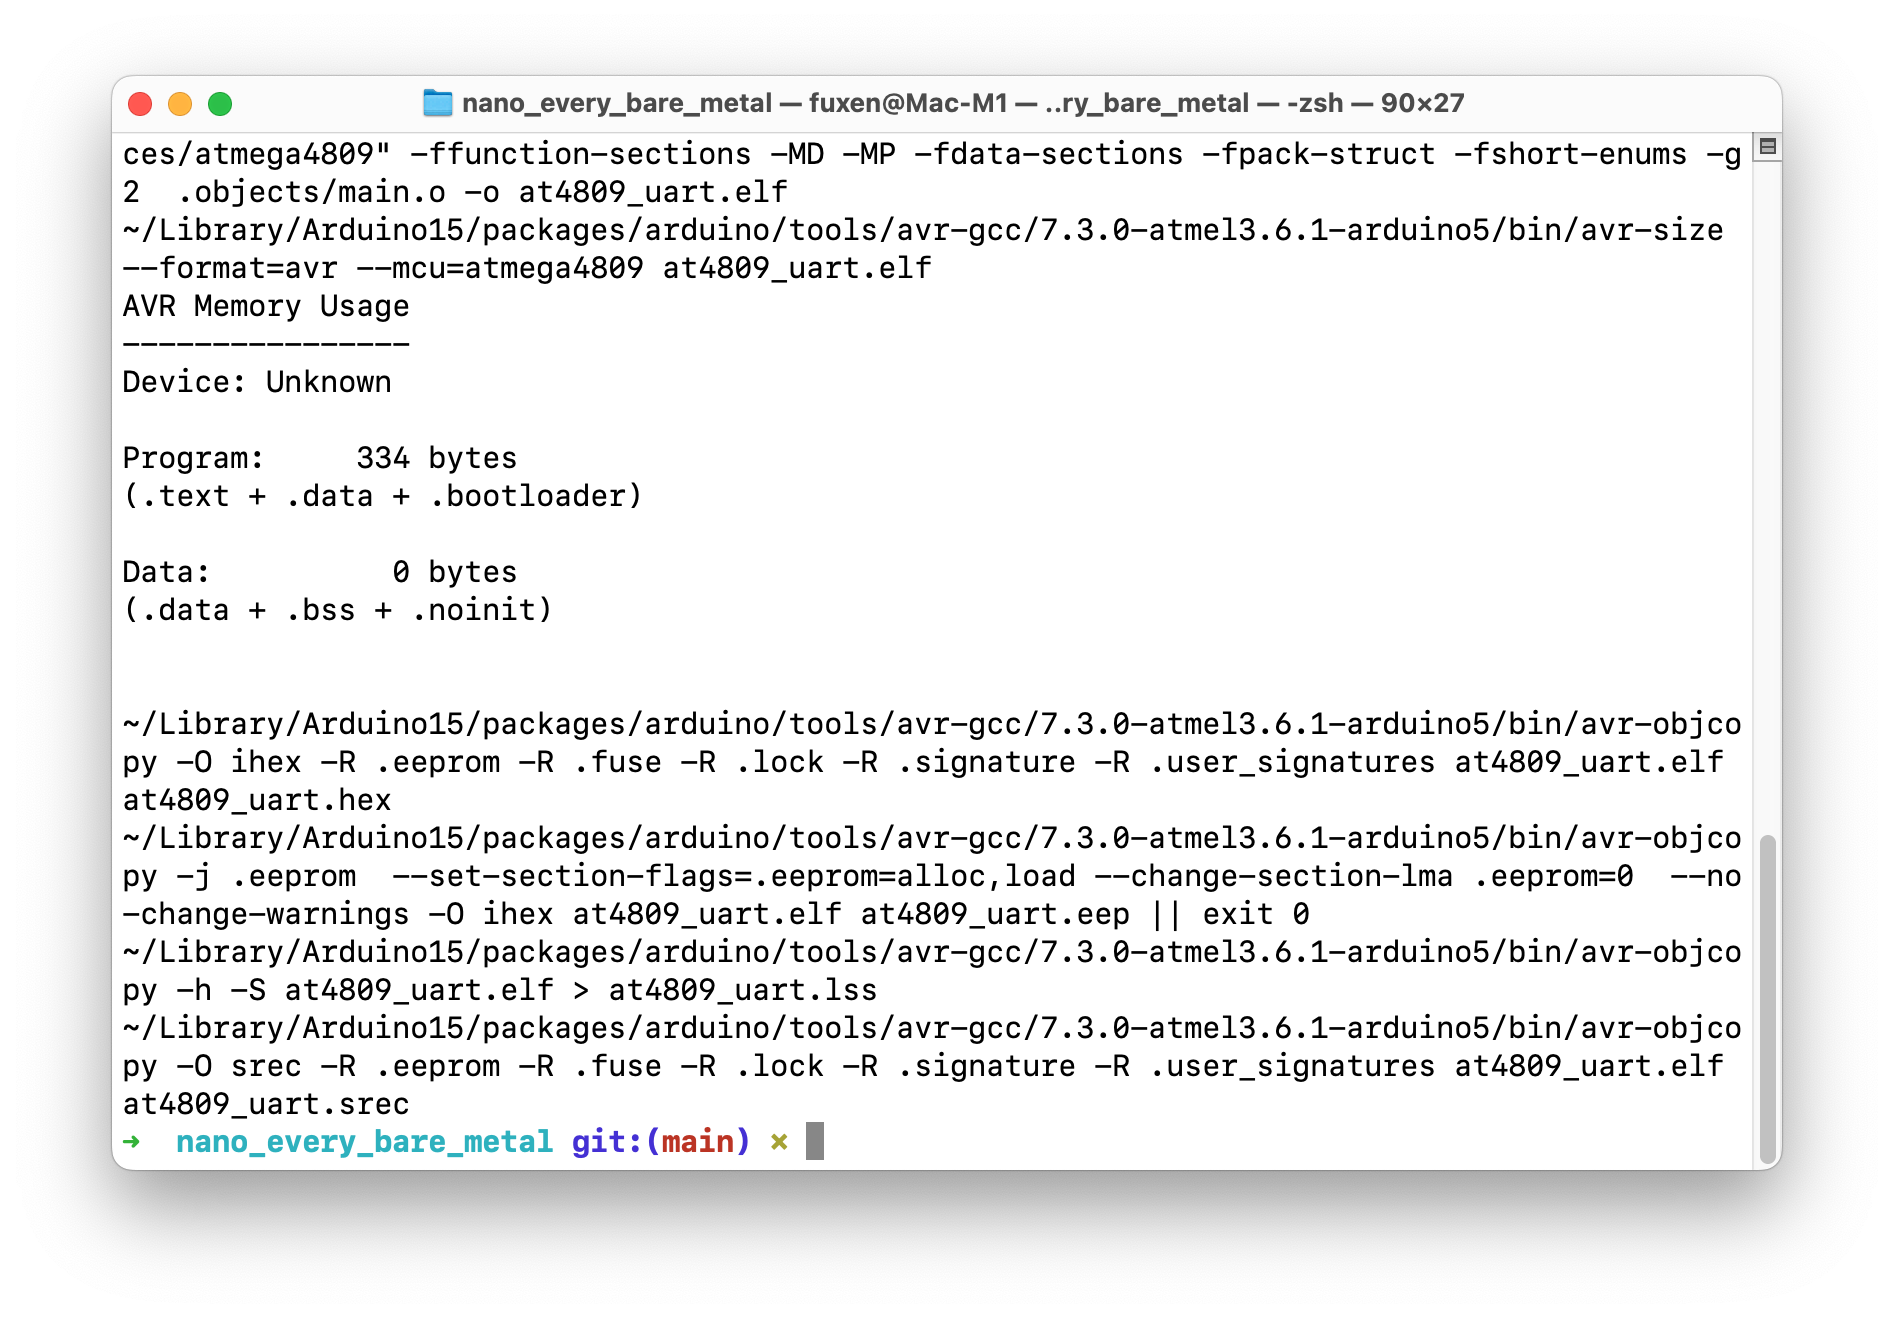 nano_every_bare_metal — fuxen@Mac-M1 — ..ry_bare_metal — -zsh — 90×27
ces/atmega4809" -ffunction-sections -MD -MP -fdata-sections -fpack-struct -fshort-enums -g
2  .objects/main.o -o at4809_uart.elf
~/Library/Arduino15/packages/arduino/tools/avr-gcc/7.3.0-atmel3.6.1-arduino5/bin/avr-size
--format=avr --mcu=atmega4809 at4809_uart.elf
AVR Memory Usage
----------------
Device: Unknown

Program:     334 bytes
(.text + .data + .bootloader)

Data:          0 bytes
(.data + .bss + .noinit)


~/Library/Arduino15/packages/arduino/tools/avr-gcc/7.3.0-atmel3.6.1-arduino5/bin/avr-objco
py -O ihex -R .eeprom -R .fuse -R .lock -R .signature -R .user_signatures at4809_uart.elf
at4809_uart.hex
~/Library/Arduino15/packages/arduino/tools/avr-gcc/7.3.0-atmel3.6.1-arduino5/bin/avr-objco
py -j .eeprom  --set-section-flags=.eeprom=alloc,load --change-section-lma .eeprom=0  --no
-change-warnings -O ihex at4809_uart.elf at4809_uart.eep || exit 0
~/Library/Arduino15/packages/arduino/tools/avr-gcc/7.3.0-atmel3.6.1-arduino5/bin/avr-objco
py -h -S at4809_uart.elf > at4809_uart.lss
~/Library/Arduino15/packages/arduino/tools/avr-gcc/7.3.0-atmel3.6.1-arduino5/bin/avr-objco
py -O srec -R .eeprom -R .fuse -R .lock -R .signature -R .user_signatures at4809_uart.elf
at4809_uart.srec
➜  nano_every_bare_metal git:(main) ✗